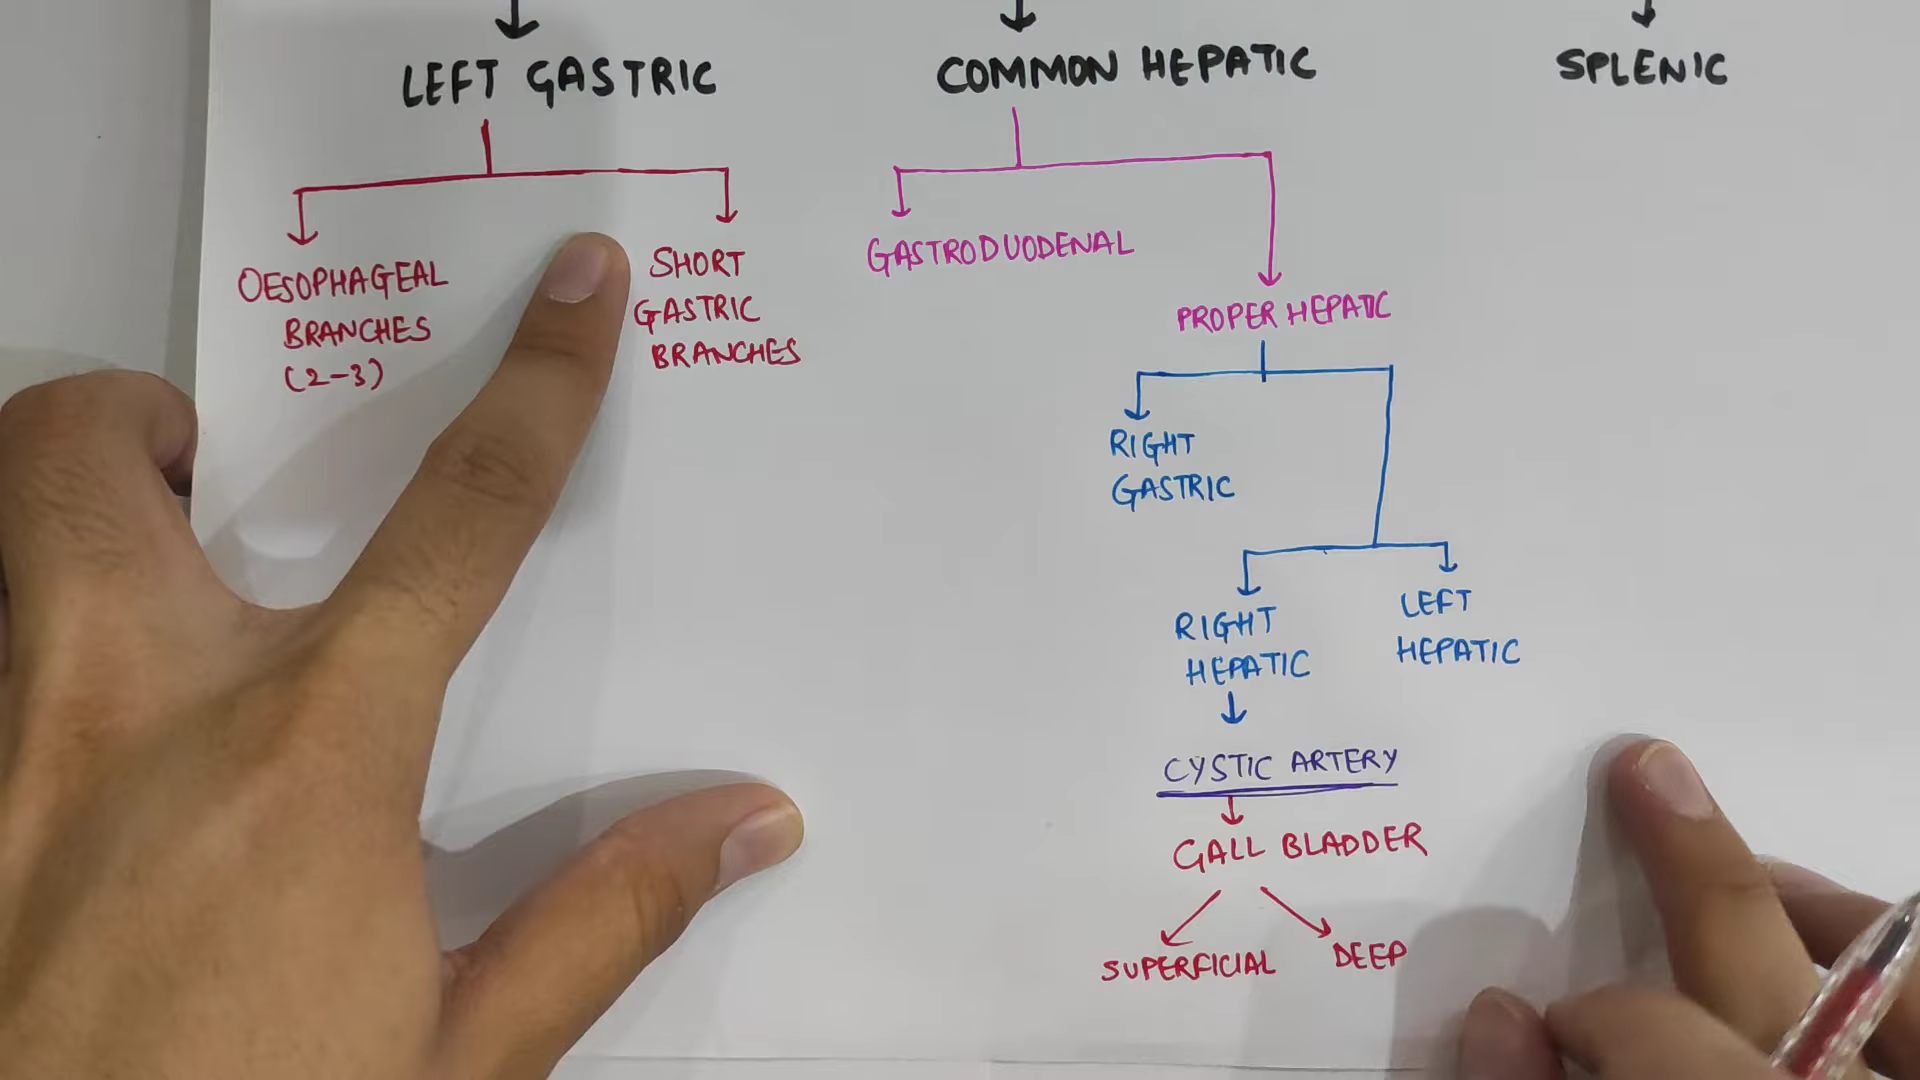 LEFT GASTRIC
COMMON HEPATIC
SPLENIC
OESOPHAGEAL
BRANCHES
(2-3)
SHORT
GASTRIC
BRANCHES
GASTRODUODENAL
PROPER HEPATIC
RIGHT
GASTRIC
RIGHT
HEPATIC
LEFT
HEPATIC
CYSTIC ARTERY
GALL BLADDER
SUPERFICIAL
DEEP